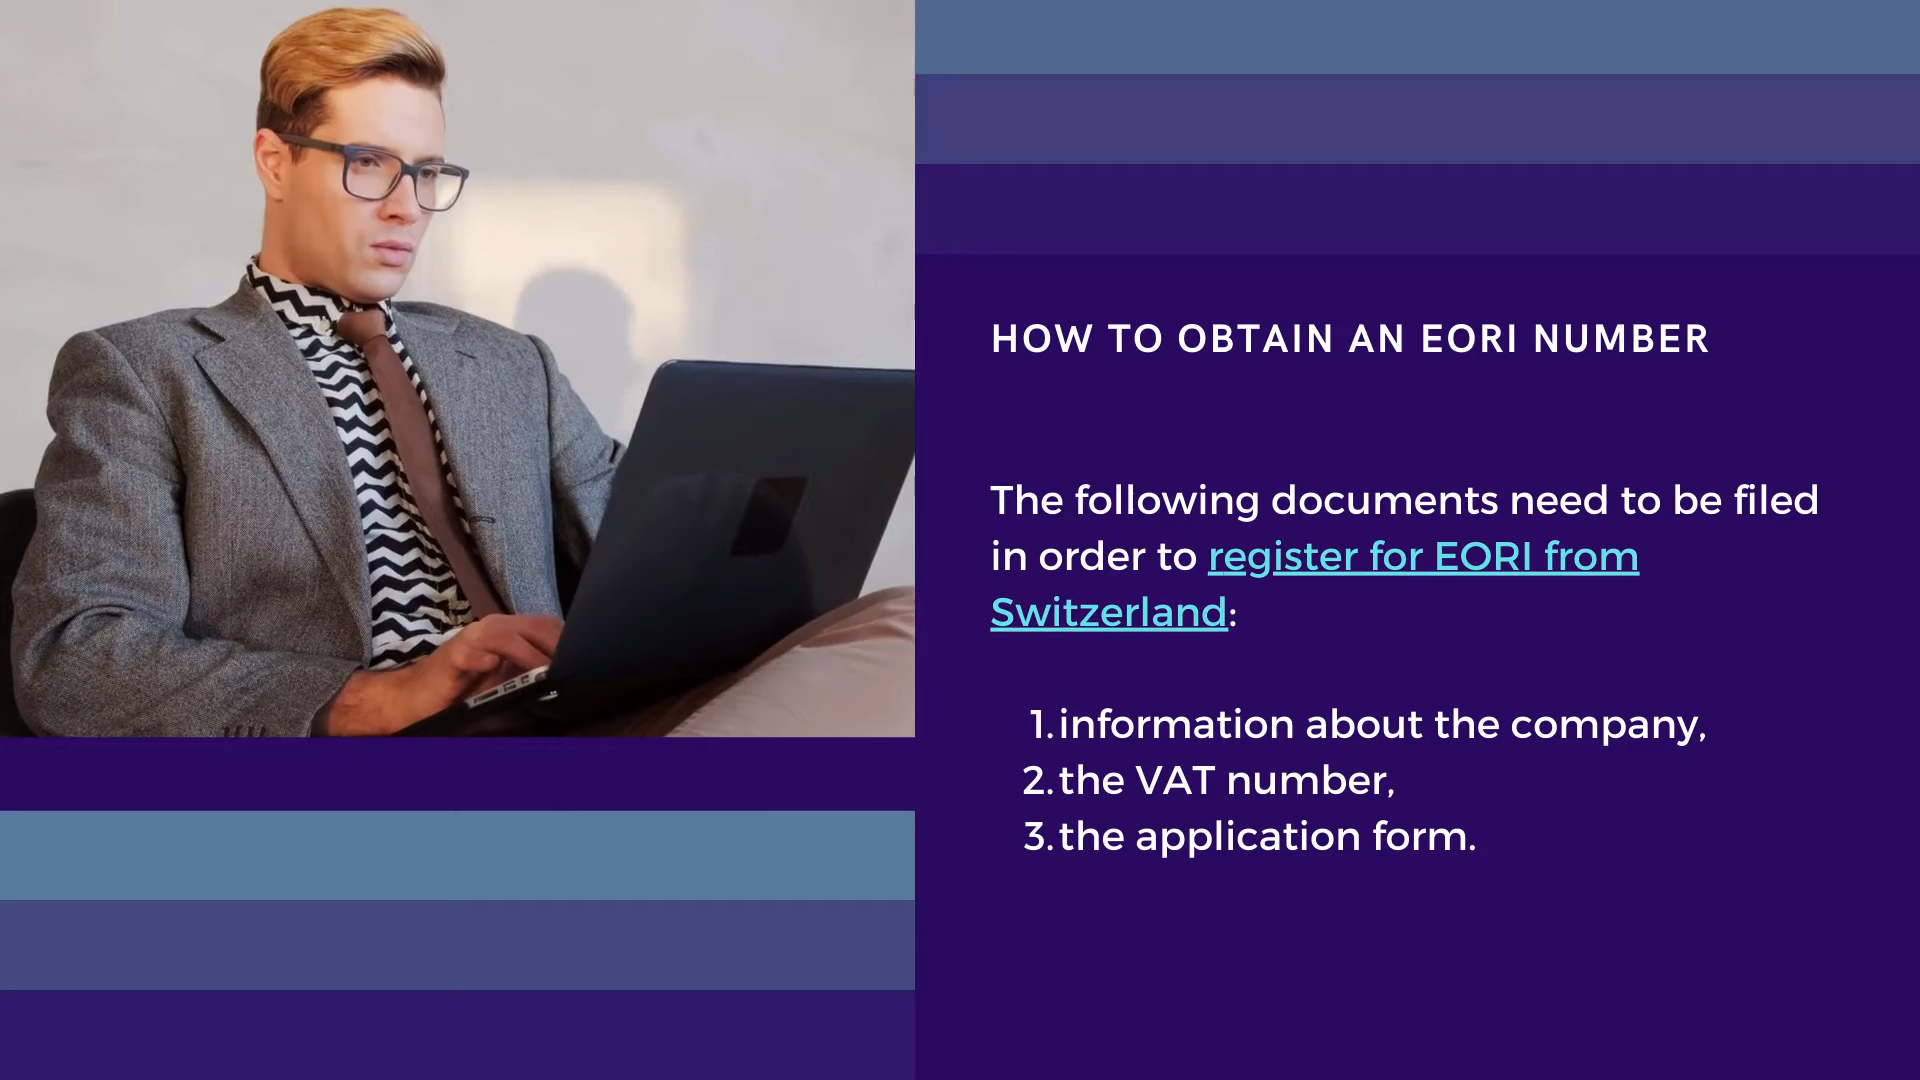 HOW TO OBTAIN AN EORI NUMBER
The following documents need to be filed
in order to register for EORI from
Switzerland:
1. information about the company,
2. the VAT number,
3. the application form.